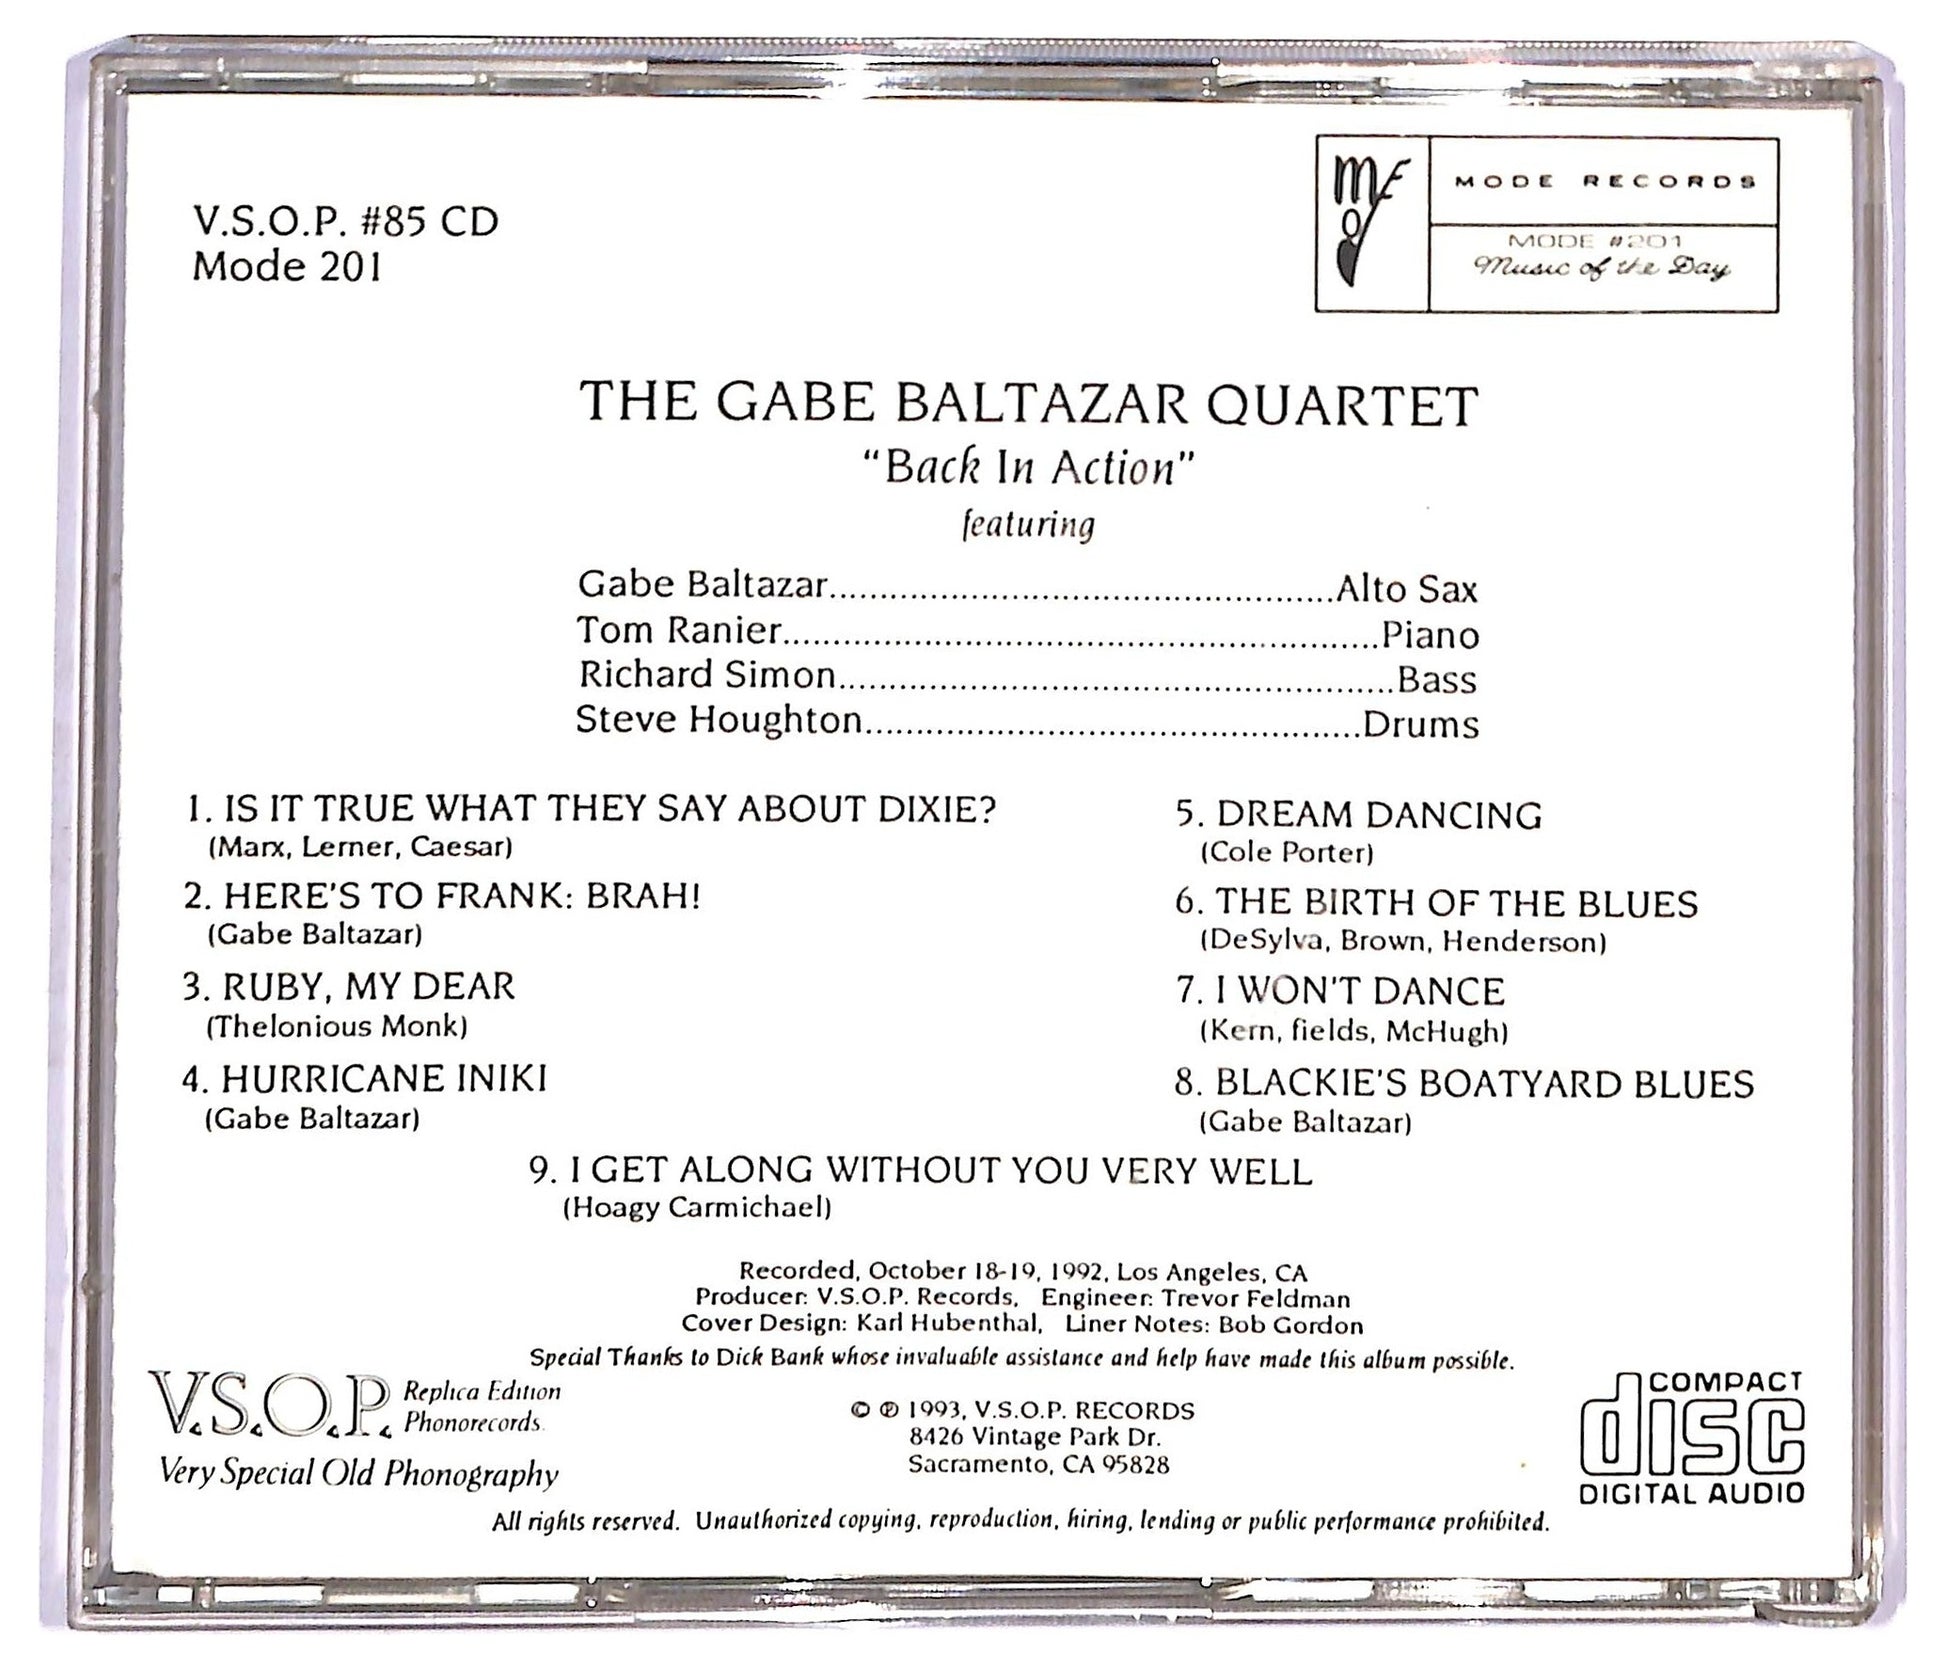 V.S.O.P. #85 CD
Mode 201
mode
MODE RECORDS
MODE #201
Music of the Day
THE GABE BALTAZAR QUARTET
“Back In Action”
featuring
Gabe Baltazar..................................................Alto Sax
Tom Ranier...........................................................Piano
Richard Simon.......................................................Bass
Steve Houghton.................................................Drums
1. IS IT TRUE WHAT THEY SAY ABOUT DIXIE?
(Marx, Lerner, Caesar)
2. HERE'S TO FRANK: BRAH!
(Gabe Baltazar)
3. RUBY, MY DEAR
(Thelonious Monk)
4. HURRICANE INIKI
(Gabe Baltazar)
5. DREAM DANCING
(Cole Porter)
6. THE BIRTH OF THE BLUES
(DeSylva, Brown, Henderson)
7. I WON'T DANCE
(Kern, fields, McHugh)
8. BLACKIE'S BOATYARD BLUES
(Gabe Baltazar)
9. I GET ALONG WITHOUT YOU VERY WELL
(Hoagy Carmichael)
Recorded, October 18-19, 1992, Los Angeles, CA
Producer: V.S.O.P. Records, Engineer: Trevor Feldman
Cover Design: Karl Hubenthal, Liner Notes: Bob Gordon
Special Thanks to Dick Bank whose invaluable assistance and help have made this album possible.
V.S.O.P. Replica Edition
Phonorecords
Very Special Old Phonography
© ℗ 1993, V.S.O.P. RECORDS
8426 Vintage Park Dr.
Sacramento, CA 95828
COMPACT
disc
DIGITAL AUDIO
All rights reserved. Unauthorized copying, reproduction, hiring, lending or public performance prohibited.